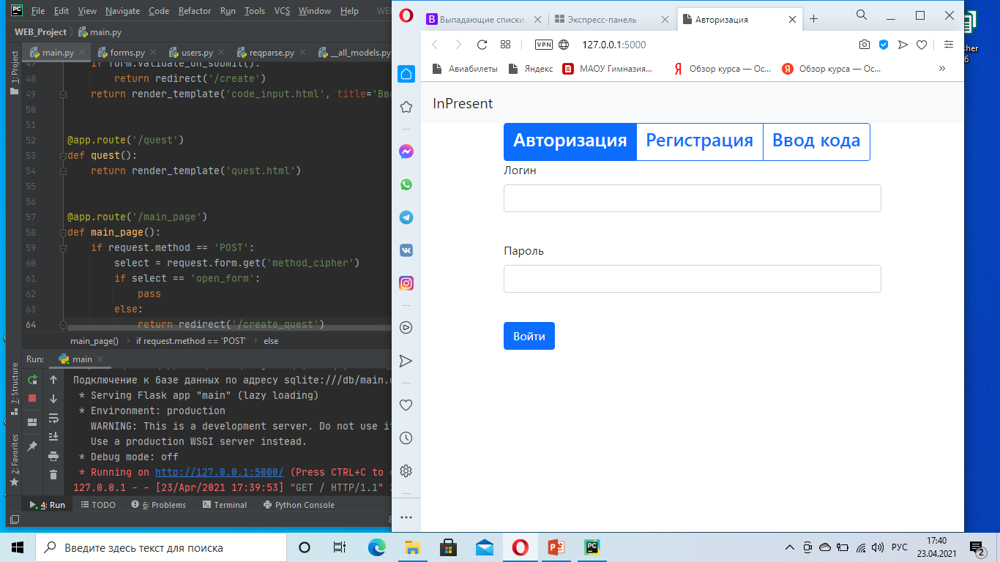 File Edit View Navigate Code Refactor Run Tools VCS Window Help
WEB_Project main.py
main.py forms.py users.py reqparse.py __all_models.py
1: Project
7: Structure
2: Favorites
47 if form.validate_on_submit():
48 return redirect('/create')
49 return render_template('code_input.html', title='Вво
50
51
52 @app.route('/quest')
53 def quest():
54 return render_template('quest.html')
55
56
57 @app.route('/main_page')
58 def main_page():
59 if request.method == 'POST':
60 select = request.form.get('method_cipher')
61 if select == 'open_form':
62 pass
63 else:
64 return redirect('/create_quest')
main_page() if request.method == 'POST' else
Run: main
Подключение к базе данных по адресу sqlite:///db/main.
* Serving Flask app "main" (lazy loading)
* Environment: production
WARNING: This is a development server. Do not use it
Use a production WSGI server instead.
* Debug mode: off
* Running on http://127.0.0.1:5000/ (Press CTRL+C to
127.0.0.1 - - [23/Apr/2021 17:39:53] "GET / HTTP/1.1"
4: Run TODO 6: Problems Terminal Python Console
Выпадающие списки. Экспресс-панель Авторизация
VPN 127.0.0.1:5000
Авиабилеты Яндекс МАОУ Гимназия... Обзор курса — Ос... Обзор курса — Ос...
InPresent
Авторизация Регистрация Ввод кода
Логин
Пароль
Войти
Введите здесь текст для поиска
РУС
17:40
23.04.2021
2